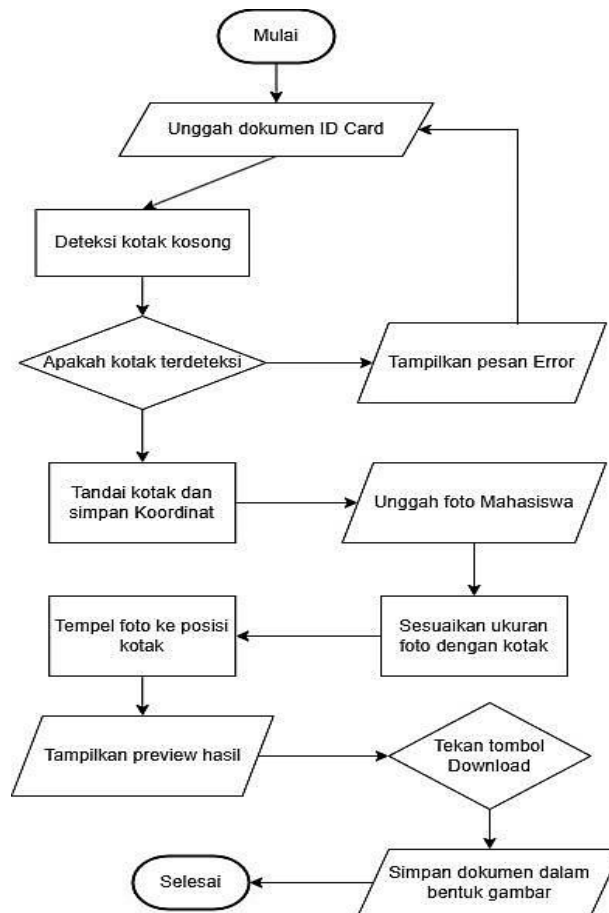 Mulai
Unggah dokumen ID Card
Deteksi kotak kosong
Apakah kotak terdeteksi
Tampilkan pesan Error
Tandai kotak dan
simpan Koordinat
Unggah foto Mahasiswa
Sesuaikan ukuran
foto dengan kotak
Tempel foto ke posisi
kotak
Tampilkan preview hasil
Tekan tombol
Download
Simpan dokumen dalam
bentuk gambar
Selesai